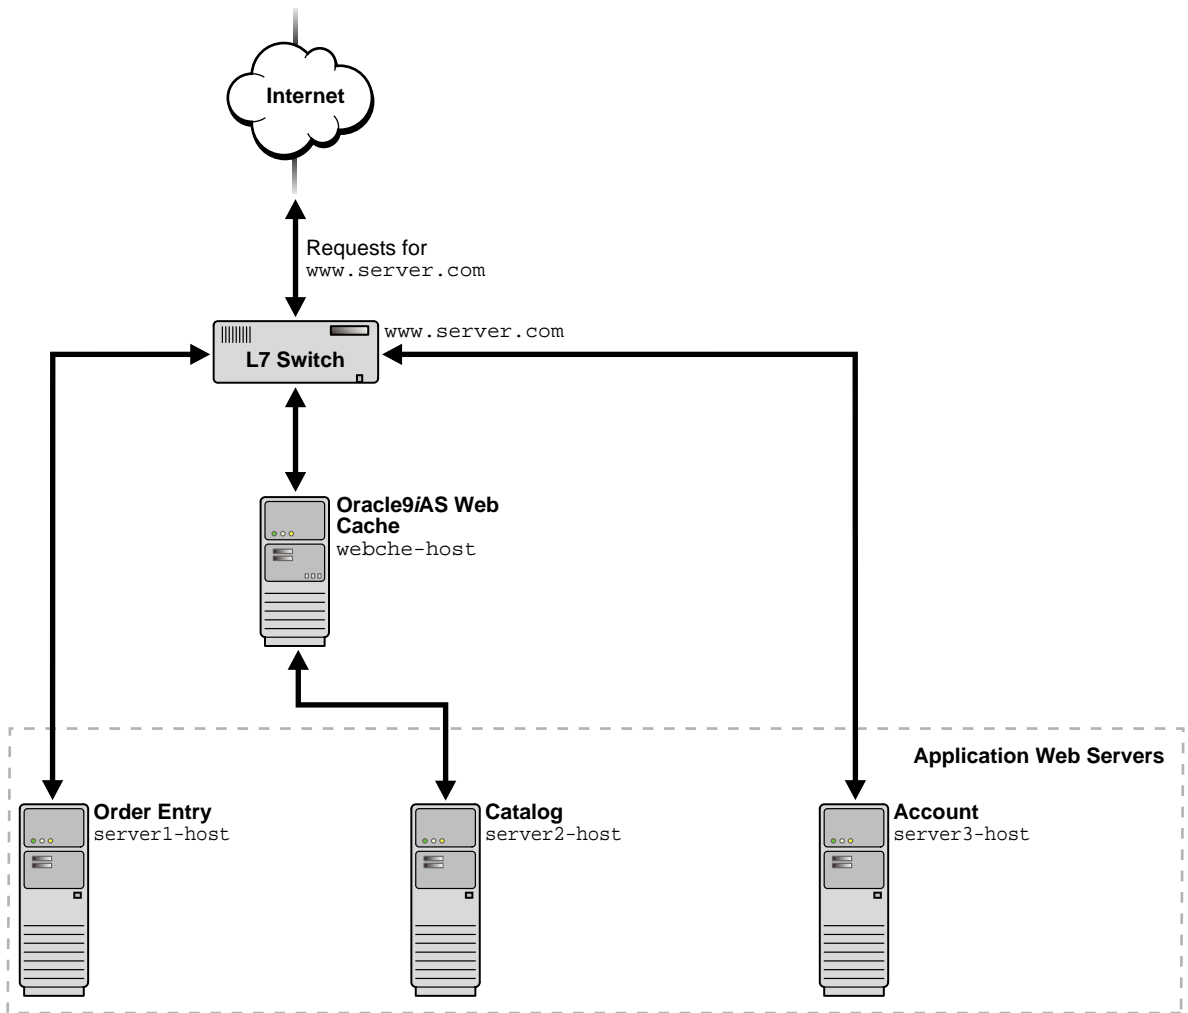 Internet
Requests for
www.server.com
www.server.com
L7 Switch
Oracle9iAS Web
Cache
webche-host
Application Web Servers
Order Entry
server1-host
Catalog
server2-host
Account
server3-host